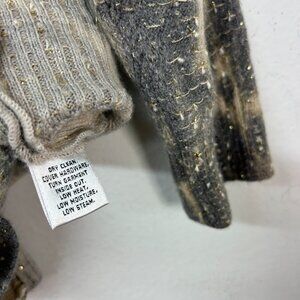 DRY CLEAN.
COVER HARDWARE.
TURN GARMENT
INSIDE OUT.
LOW HEAT,
LOW MOISTURE,
LOW STEAM.